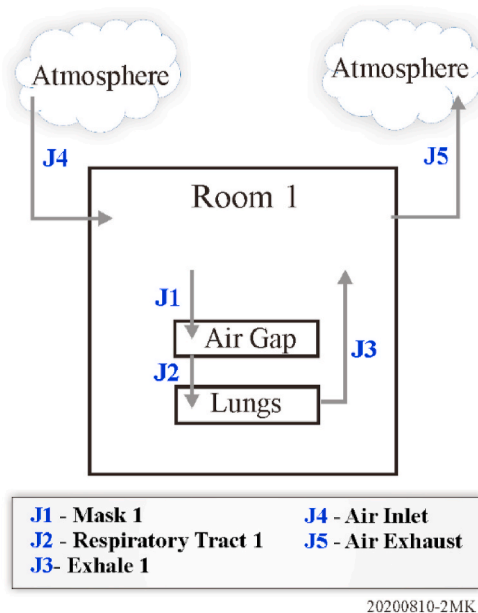 Atmosphere
Atmosphere
J4
J5
Room 1
J1
Air Gap
J2
J3
Lungs
J1 - Mask 1
J4 - Air Inlet
J2 - Respiratory Tract 1
J5 - Air Exhaust
J3- Exhale 1
20200810-2MK